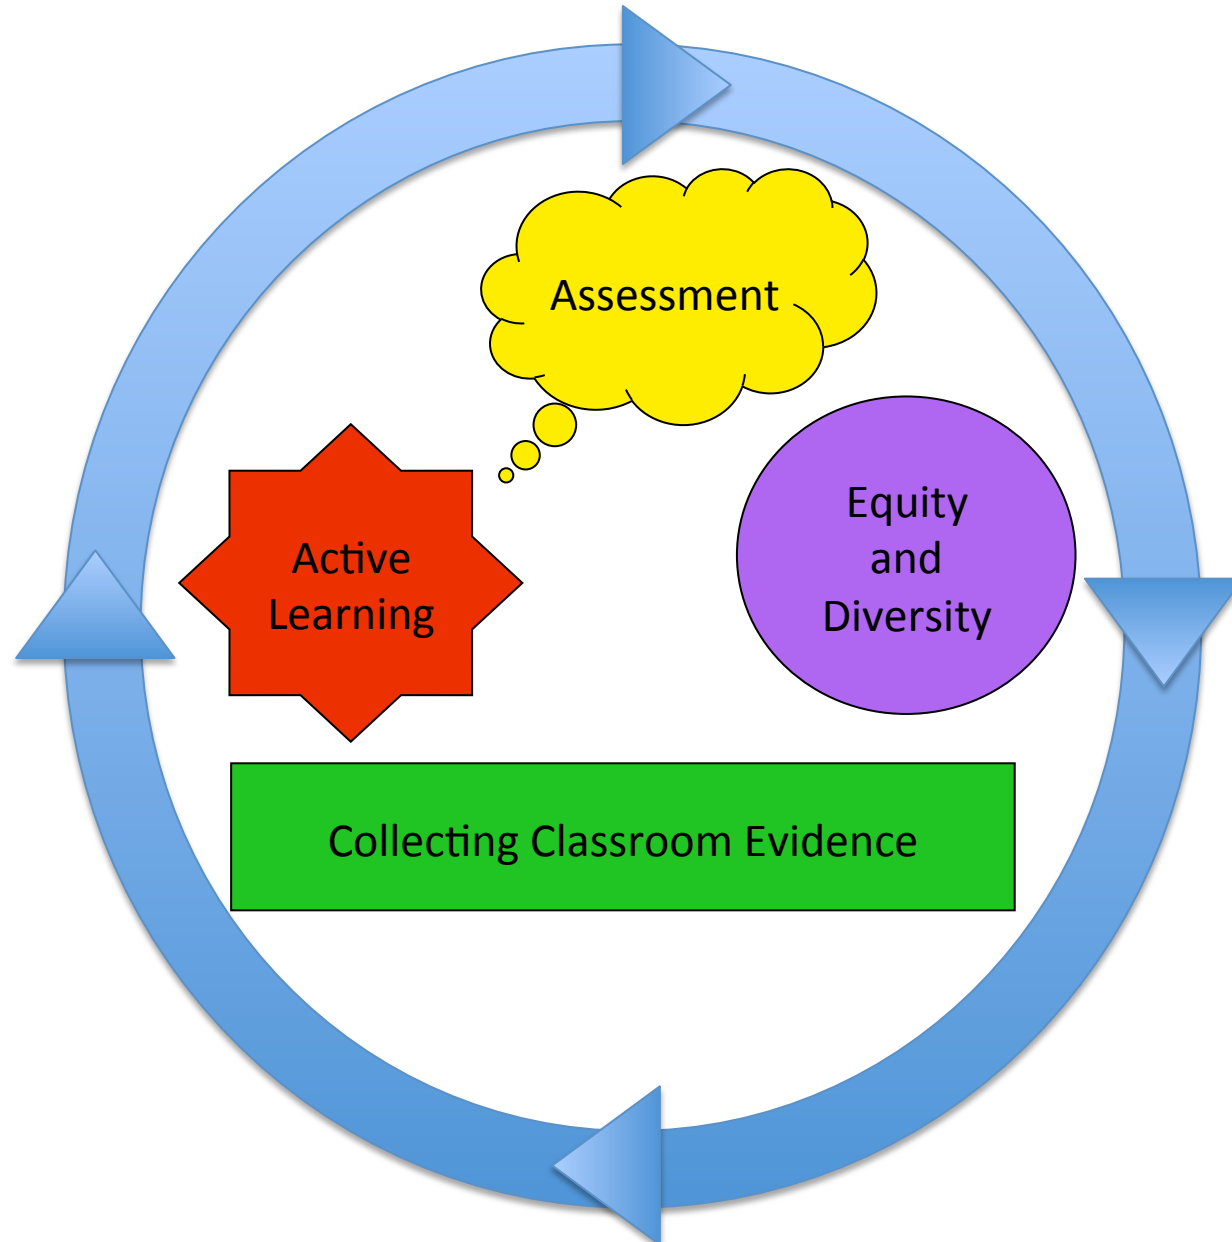 Assessment
Active
Learning
Equity
and
Diversity
Collecting Classroom Evidence